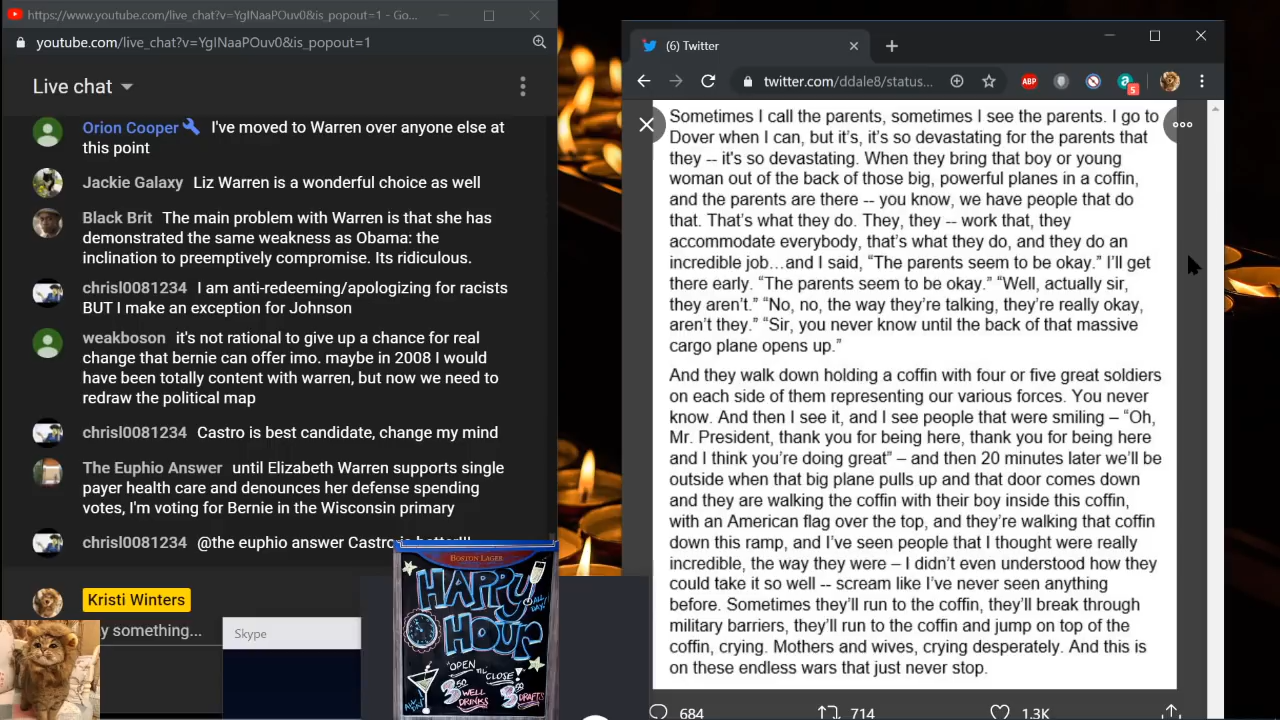 https://www.youtube.com/live_chat?v=YgINaaPOuv0&is_popout=1 - Go...
youtube.com/live_chat?v=YgINaaPOuv0&is_popout=1
Live chat
Orion Cooper I've moved to Warren over anyone else at
this point
Jackie Galaxy Liz Warren is a wonderful choice as well
Black Brit The main problem with Warren is that she has
demonstrated the same weakness as Obama: the
inclination to preemptively compromise. Its ridiculous.
chrisl0081234 I am anti-redeeming/apologizing for racists
BUT I make an exception for Johnson
weakboson it's not rational to give up a chance for real
change that bernie can offer imo. maybe in 2008 I would
have been totally content with warren, but now we need to
redraw the political map
chrisl0081234 Castro is best candidate, change my mind
The Euphio Answer until Elizabeth Warren supports single
payer health care and denounces her defense spending
votes, I'm voting for Bernie in the Wisconsin primary
chrisl0081234 @the euphio answer Castro is better!!!
Kristi Winters
y something...
Skype
BOSTON LAGER
HAPPY
ALL
DAY!
HOUR
"OPEN
TIL'
CLOSE!"
3.50
WELL
DRINKS
3.50
DRAFTS
(6) Twitter
twitter.com/ddale8/status...
ABP
5
Sometimes I call the parents, sometimes I see the parents. I go to
Dover when I can, but it's, it's so devastating for the parents that
they -- it's so devastating. When they bring that boy or young
woman out of the back of those big, powerful planes in a coffin,
and the parents are there -- you know, we have people that do
that. That's what they do. They, they -- work that, they
accommodate everybody, that's what they do, and they do an
incredible job…and I said, “The parents seem to be okay.” I'll get
there early. “The parents seem to be okay.” “Well, actually sir,
they aren't.” “No, no, the way they're talking, they're really okay,
aren't they.” “Sir, you never know until the back of that massive
cargo plane opens up.”
And they walk down holding a coffin with four or five great soldiers
on each side of them representing our various forces. You never
know. And then I see it, and I see people that were smiling – “Oh,
Mr. President, thank you for being here, thank you for being here
and I think you're doing great” – and then 20 minutes later we'll be
outside when that big plane pulls up and that door comes down
and they are walking the coffin with their boy inside this coffin,
with an American flag over the top, and they're walking that coffin
down this ramp, and I've seen people that I thought were really
incredible, the way they were – I didn't even understood how they
could take it so well -- scream like I've never seen anything
before. Sometimes they'll run to the coffin, they'll break through
military barriers, they'll run to the coffin and jump on top of the
coffin, crying. Mothers and wives, crying desperately. And this is
on these endless wars that just never stop.
684
714
1.3K